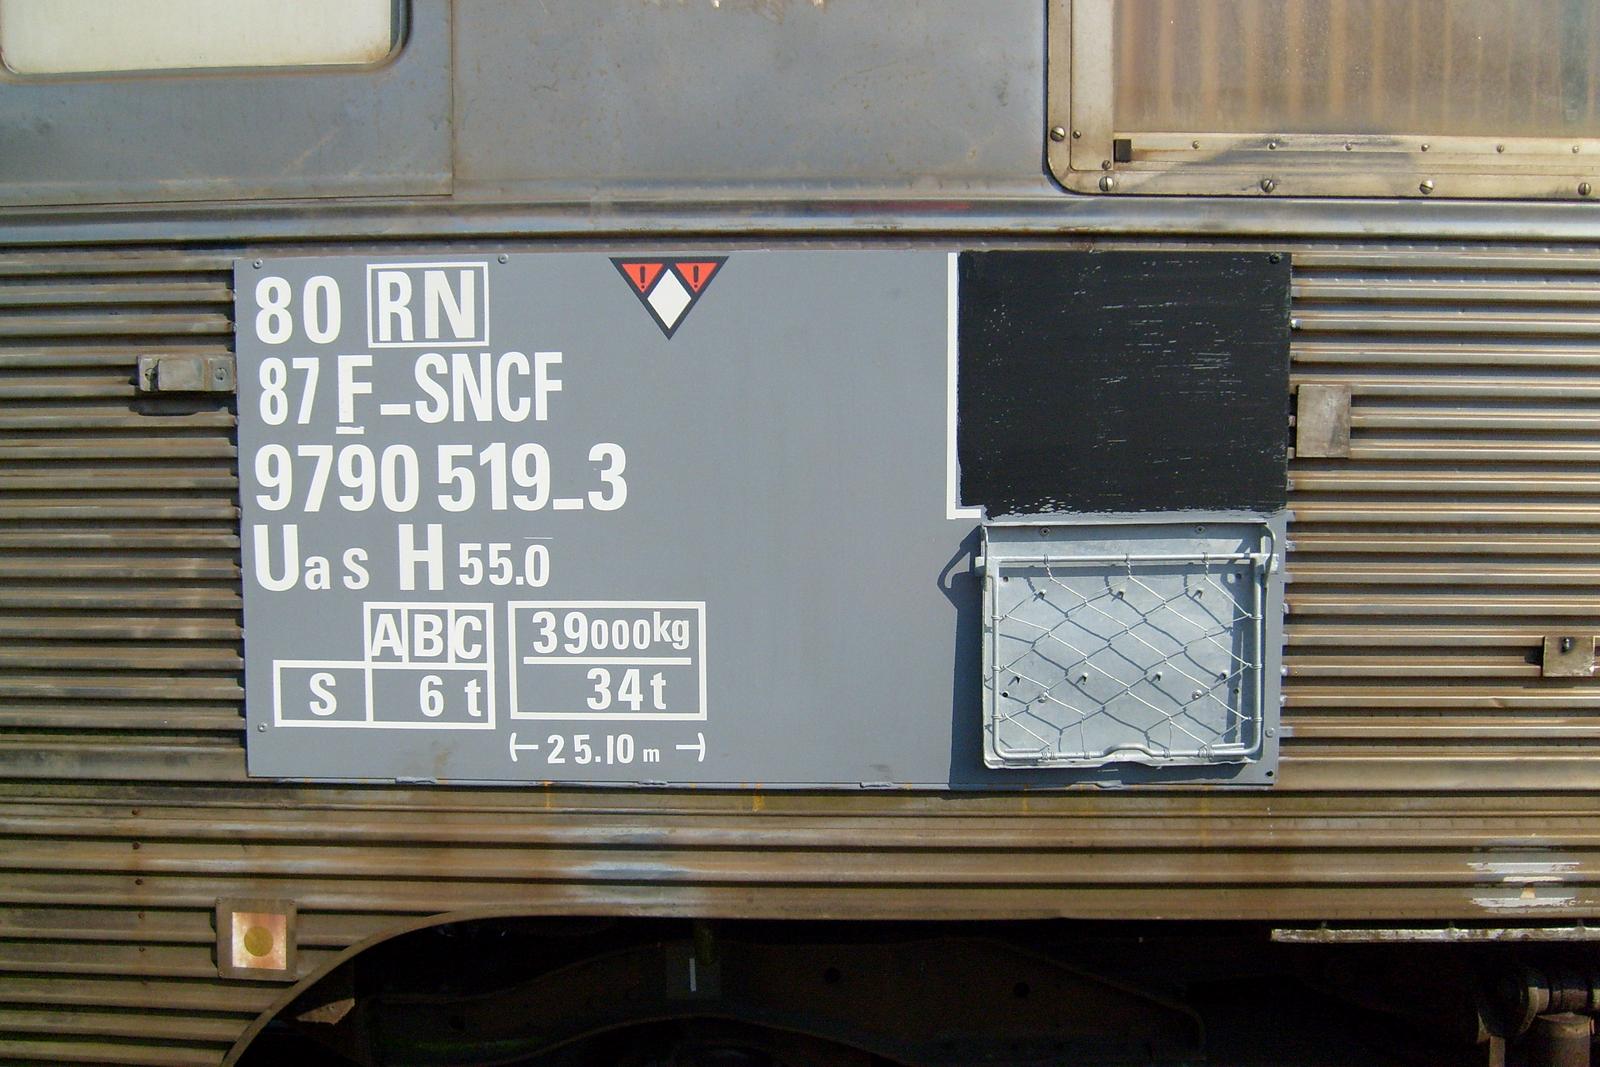 80 RN
87 F-SNCF
9790 519-3
Uas H 55.0
ABC
S 6 t
39000kg
34t
25.10 m